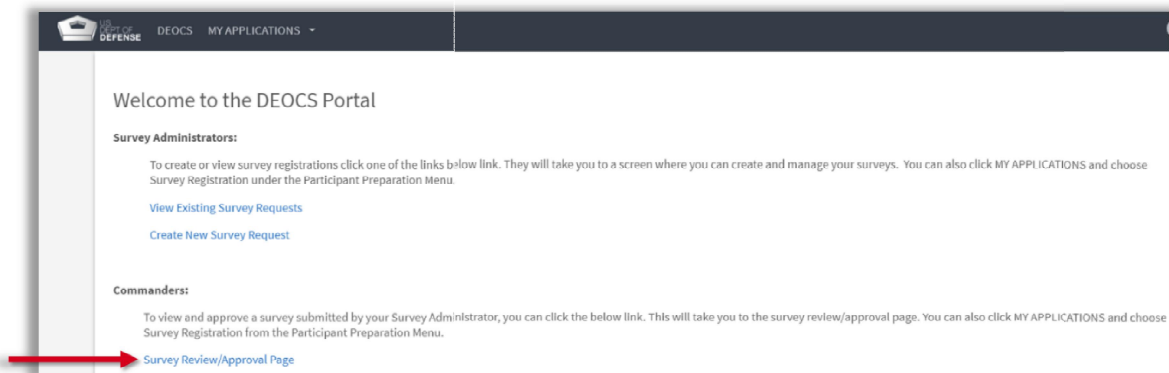 U.S.
DEPT OF
DEFENSE DEOCS MY APPLICATIONS
Welcome to the DEOCS Portal
Survey Administrators:
To create or view survey registrations click one of the links below link. They will take you to a screen where you can create and manage your surveys. You can also click MY APPLICATIONS and choose
Survey Registration under the Participant Preparation Menu.
View Existing Survey Requests
Create New Survey Request
Commanders:
To view and approve a survey submitted by your Survey Administrator, you can click the below link. This will take you to the survey review/approval page. You can also click MY APPLICATIONS and choose
Survey Registration from the Participant Preparation Menu.
Survey Review/Approval Page